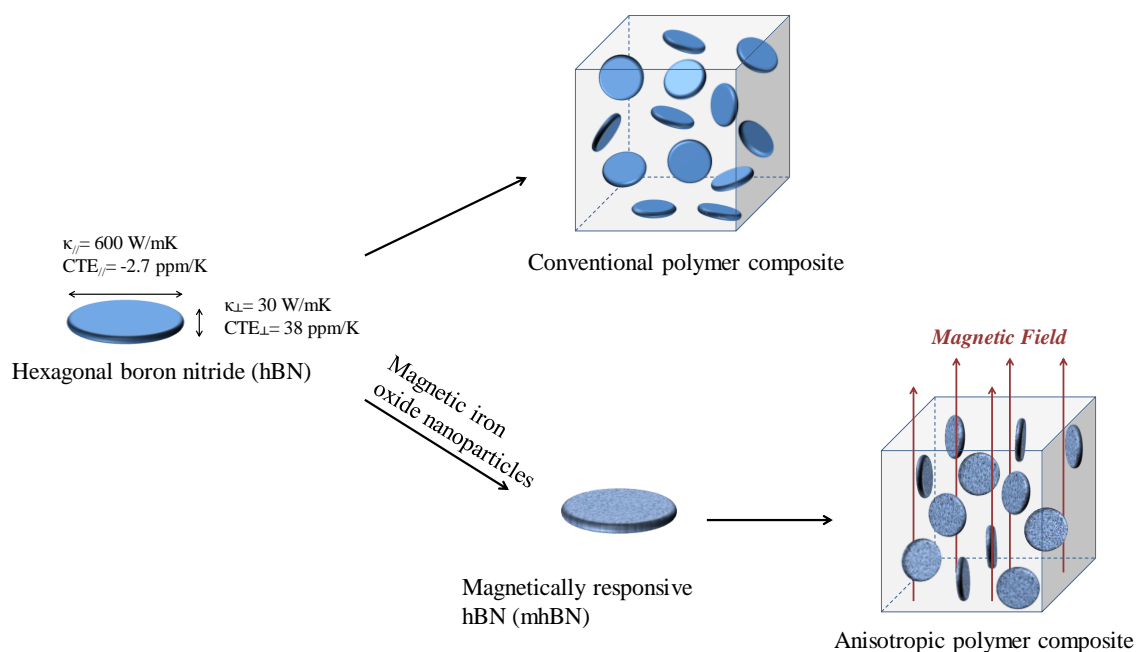 Conventional polymer composite
κ//= 600 W/mK
CTE//= -2.7 ppm/K
κ⊥= 30 W/mK
CTE⊥= 38 ppm/K
Hexagonal boron nitride (hBN)
Magnetic iron
oxide nanoparticles
Magnetic Field
Magnetically responsive
hBN (mhBN)
Anisotropic polymer composite